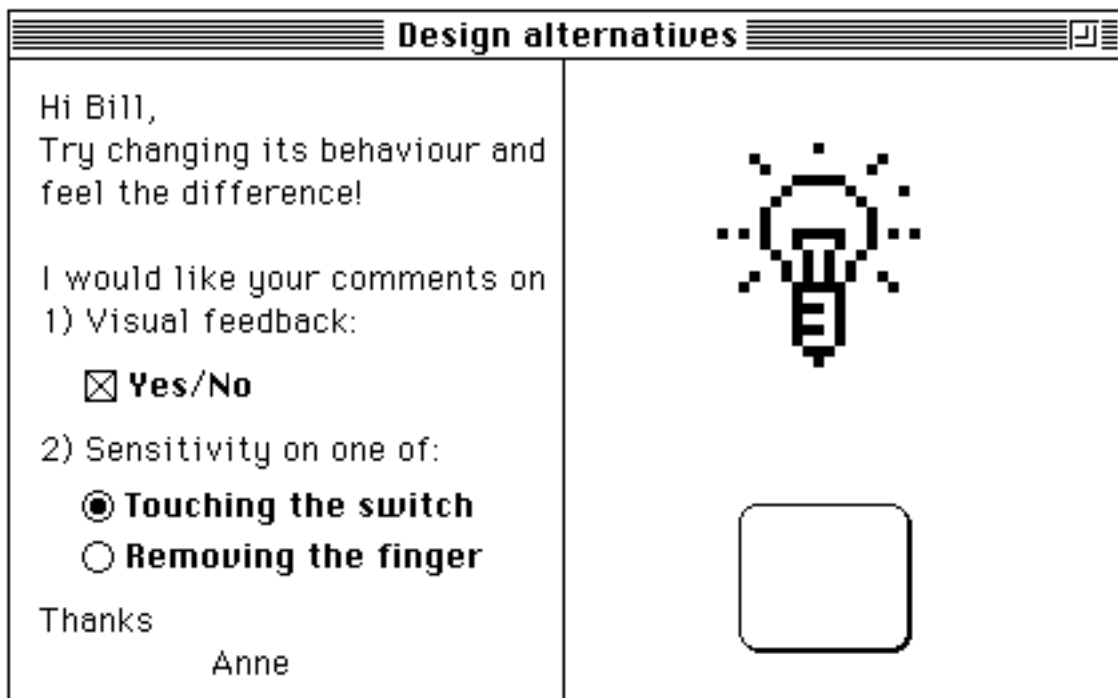 Design alternatives
Hi Bill,
Try changing its behaviour and
feel the difference!
I would like your comments on
1) Visual feedback:
Yes/No
2) Sensitivity on one of:
Touching the switch
Removing the finger
Thanks
Anne